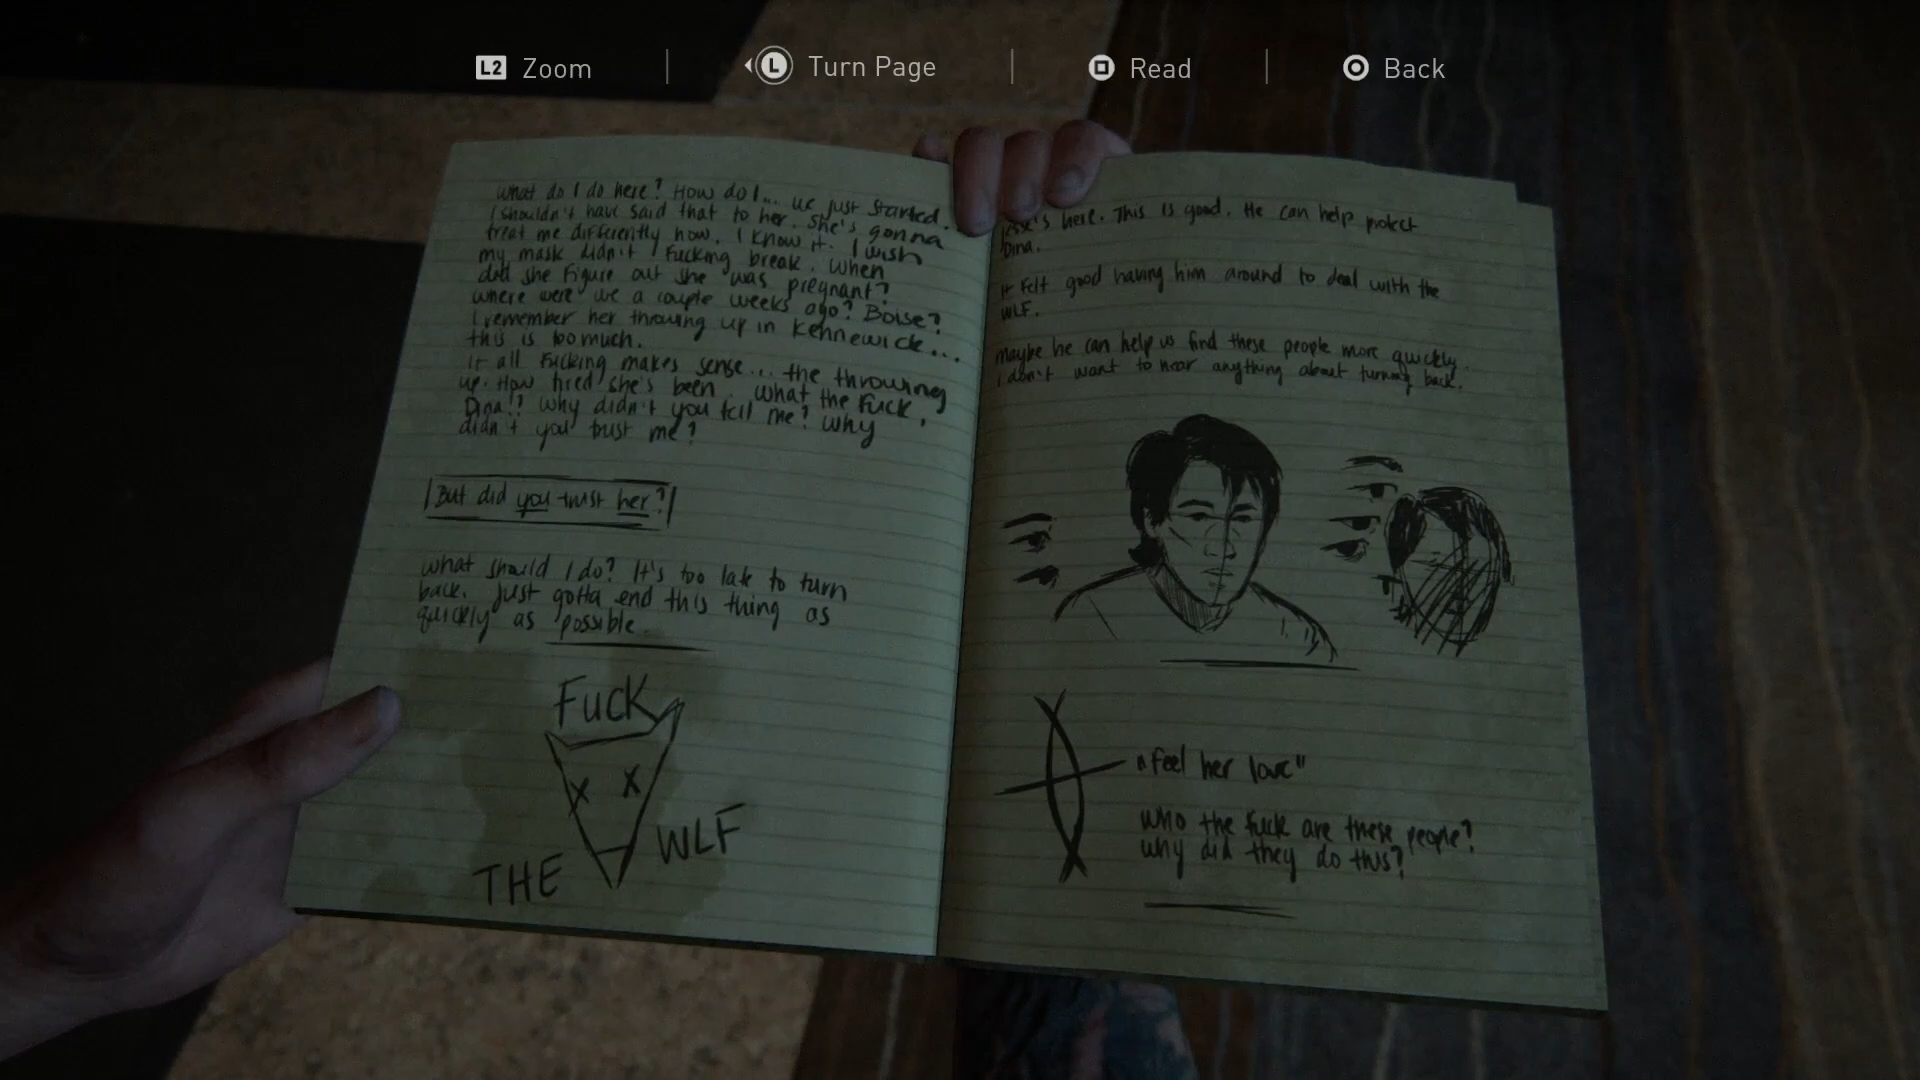 L2 Zoom
L Turn Page
Read
Back
what do I do here? How do I... we just started.
I shouldn't have said that to her. She's gonna
treat me differently now. I know it. I wish
my mask didn't fucking break. When
did she figure out she was pregnant?
where were we a couple weeks ago? Boise?
I remember her throwing up in Kennewick...
this is too much.
It all fucking makes sense... the throwing
up. How tired she's been. what the fuck,
Dina!? Why didn't you tell me? Why
didn't you trust me?
But did you trust her?
what should I do? It's too late to turn
back. Just gotta end this thing as
quickly as possible
Fuck
THE
WLF
Jesse's here. This is good. He can help protect
Dina.
It felt good having him around to deal with the
WLF.
maybe he can help us find these people more quickly.
I don't want to hear anything about turning back.
"feel her love"
who the fuck are these people?
why did they do this?